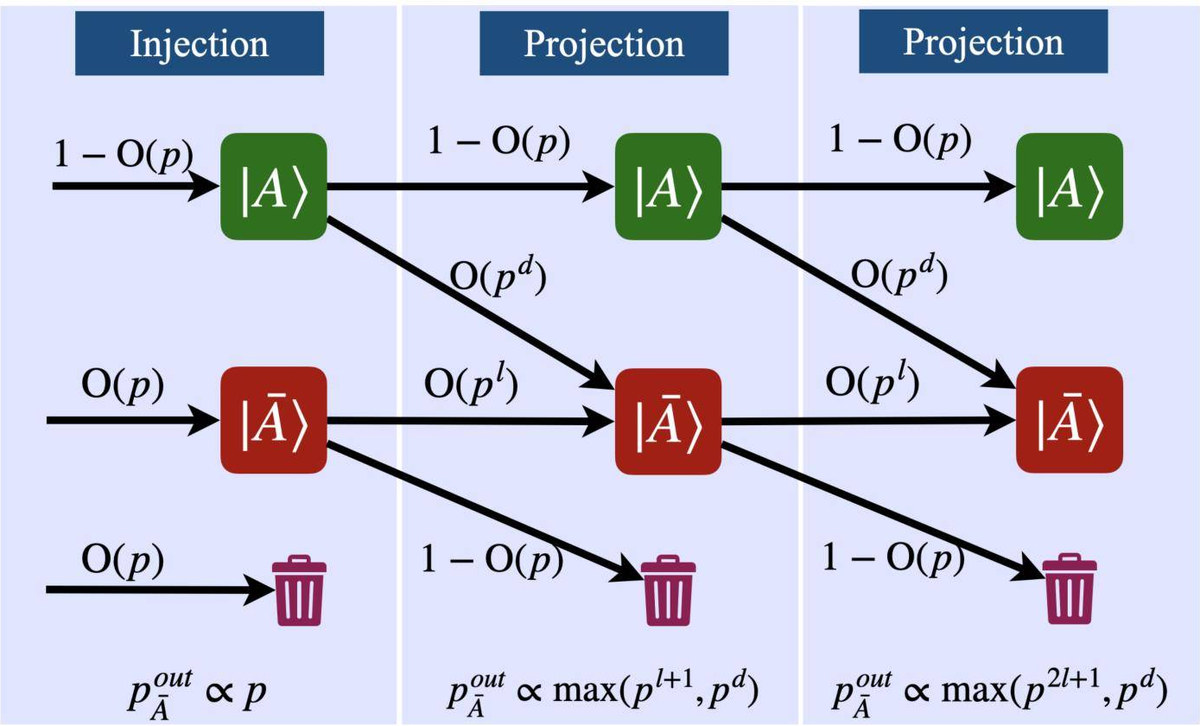 Injection
Projection
Projection
1 − O(p)
|A⟩
1 − O(p)
|A⟩
1 − O(p)
|A⟩
O(p^d)
O(p^d)
O(p)
|Ā⟩
O(p^l)
|Ā⟩
O(p^l)
|Ā⟩
O(p)
1 − O(p)
1 − O(p)
p_Ā^out ∝ p
p_Ā^out ∝ max(p^{l+1}, p^d)
p_Ā^out ∝ max(p^{2l+1}, p^d)